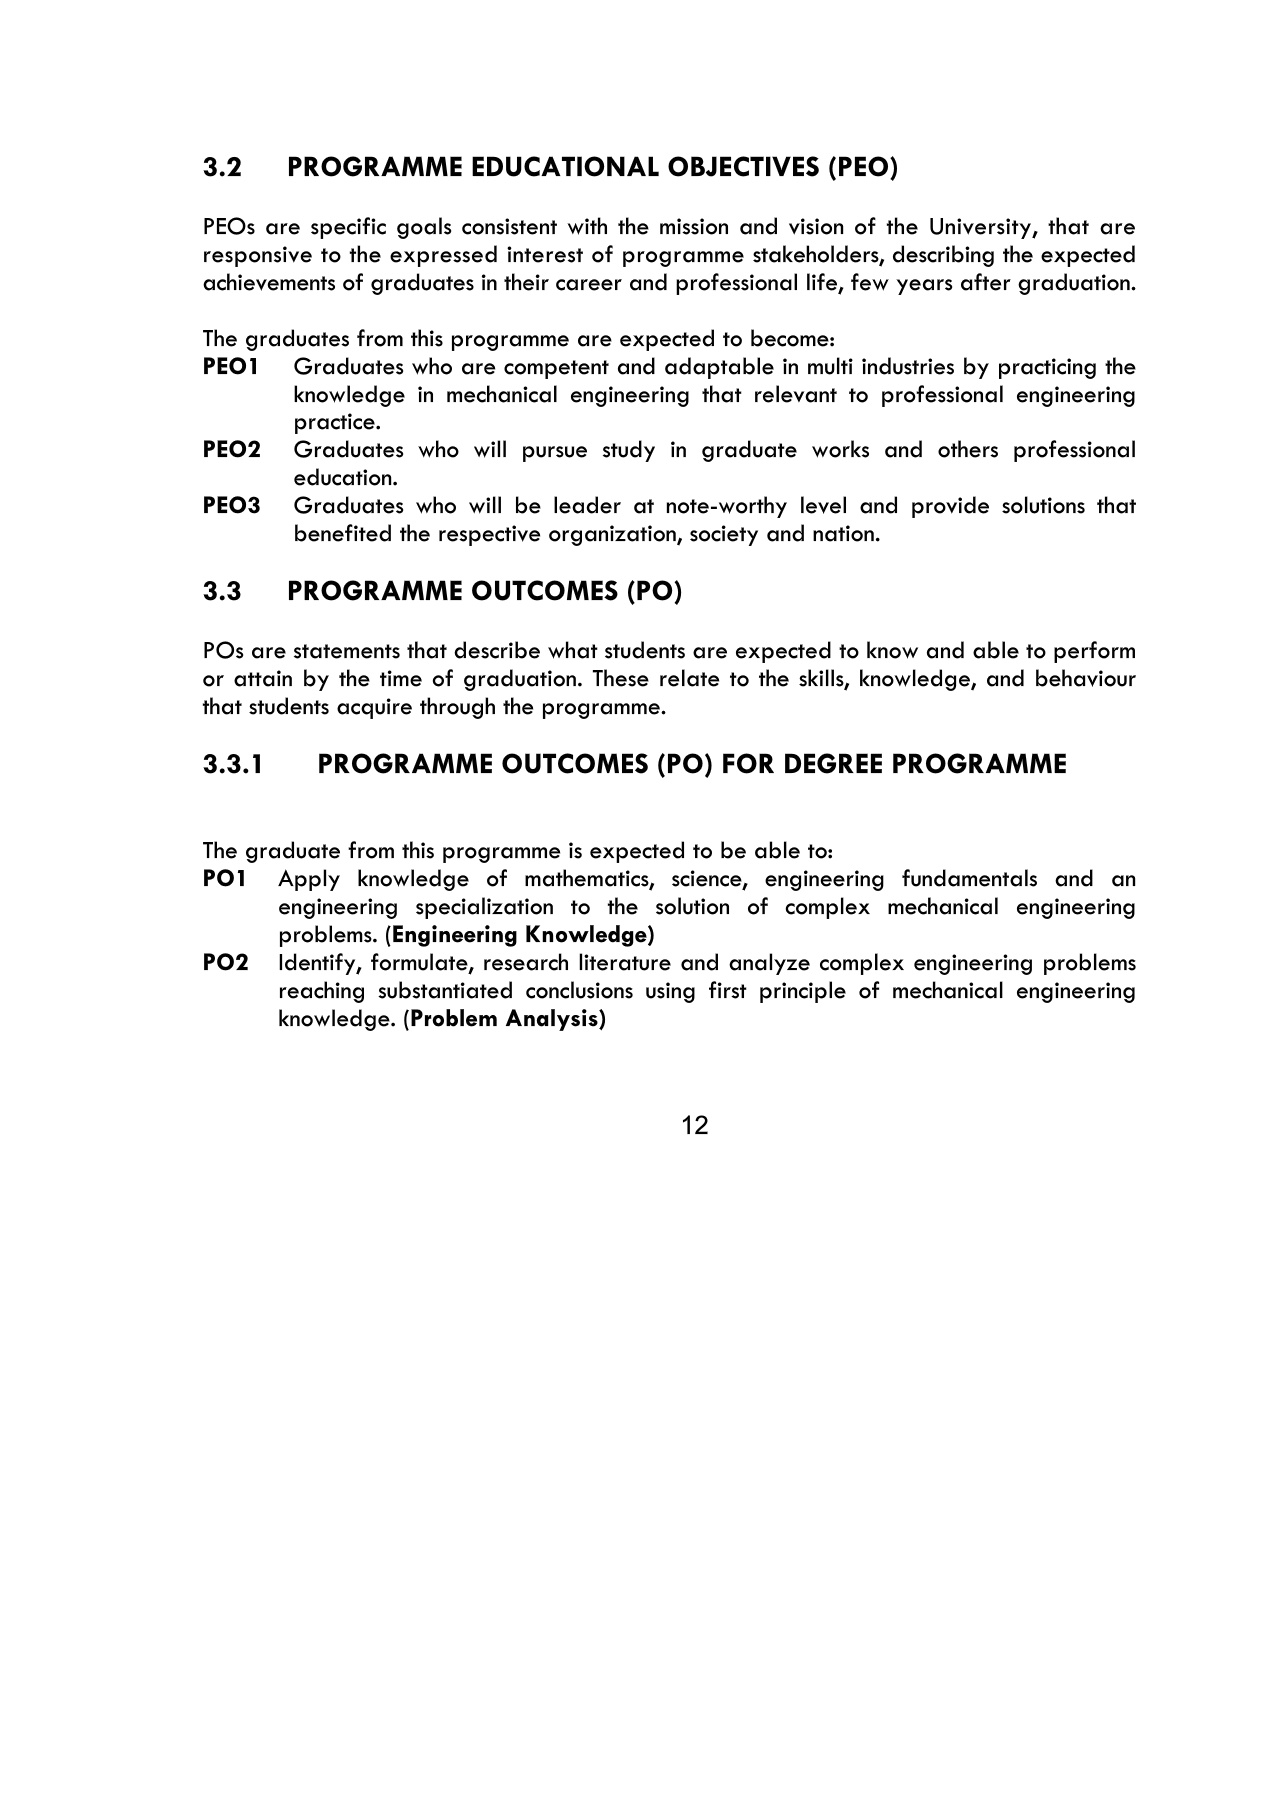 3.2 PROGRAMME EDUCATIONAL OBJECTIVES (PEO)
PEOs are specific goals consistent with the mission and vision of the University, that are
responsive to the expressed interest of programme stakeholders, describing the expected
achievements of graduates in their career and professional life, few years after graduation.
The graduates from this programme are expected to become:
PEO1 Graduates who are competent and adaptable in multi industries by practicing the
knowledge in mechanical engineering that relevant to professional engineering
practice.
PEO2 Graduates who will pursue study in graduate works and others professional
education.
PEO3 Graduates who will be leader at note-worthy level and provide solutions that
benefited the respective organization, society and nation.
3.3 PROGRAMME OUTCOMES (PO)
POs are statements that describe what students are expected to know and able to perform
or attain by the time of graduation. These relate to the skills, knowledge, and behaviour
that students acquire through the programme.
3.3.1 PROGRAMME OUTCOMES (PO) FOR DEGREE PROGRAMME
The graduate from this programme is expected to be able to:
PO1 Apply knowledge of mathematics, science, engineering fundamentals and an
engineering specialization to the solution of complex mechanical engineering
problems. (Engineering Knowledge)
PO2 Identify, formulate, research literature and analyze complex engineering problems
reaching substantiated conclusions using first principle of mechanical engineering
knowledge. (Problem Analysis)
12